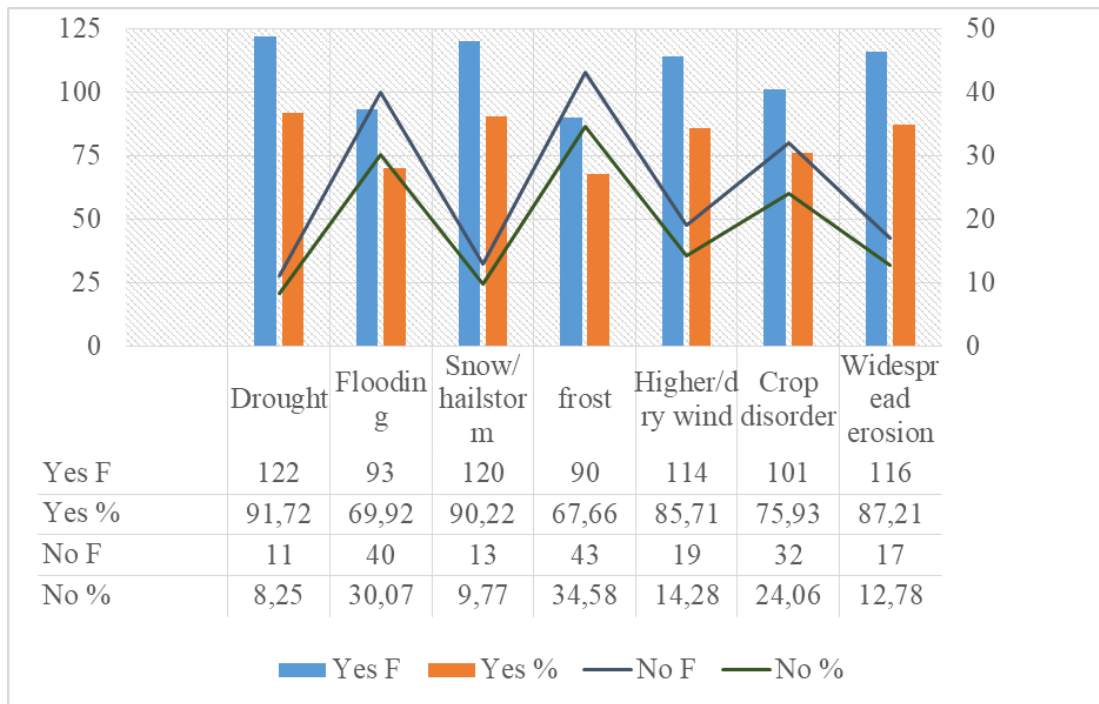 125 50
100 40
75 30
50 20
25 10
0 0
Drought Floodin
g Snow/
hailstor
m frost Higher/d
ry wind Crop
disorder Widespr
ead
erosion
Yes F 122 93 120 90 114 101 116
Yes % 91,72 69,92 90,22 67,66 85,71 75,93 87,21
No F 11 40 13 43 19 32 17
No % 8,25 30,07 9,77 34,58 14,28 24,06 12,78
Yes F Yes % No F No %